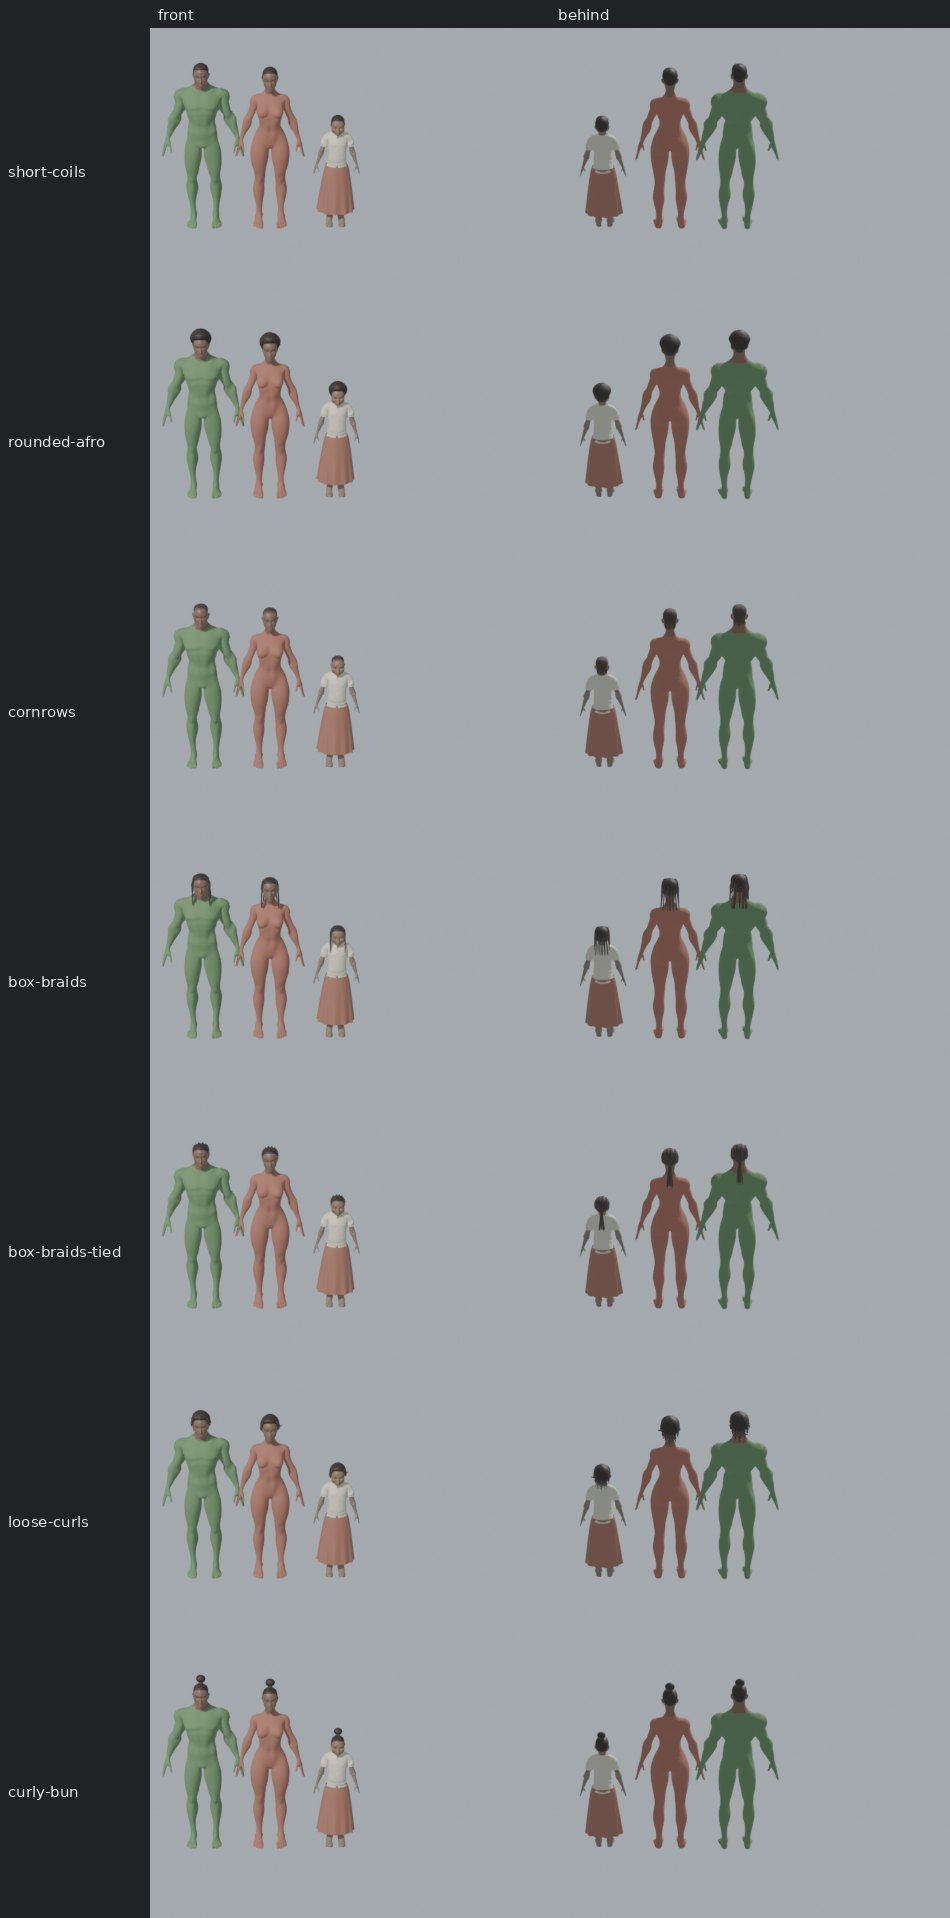 front behind
short-coils
rounded-afro
cornrows
box-braids
box-braids-tied
loose-curls
curly-bun